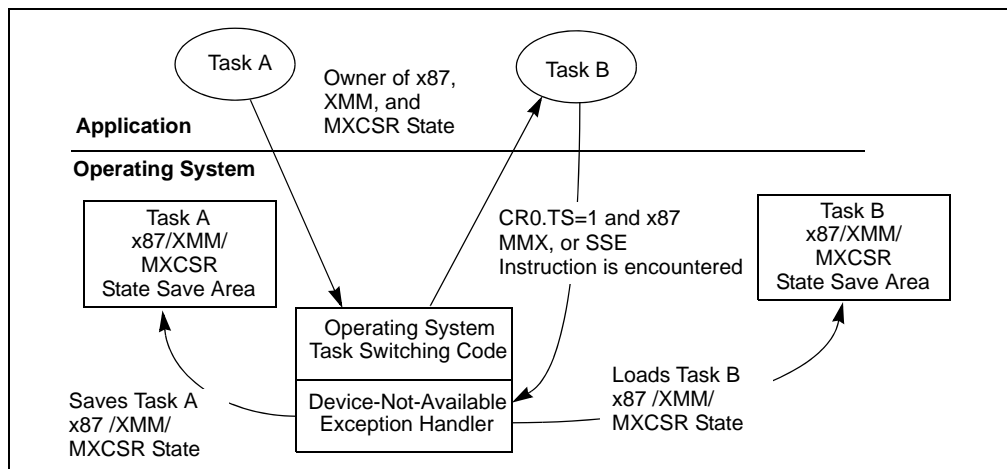 Task A
Owner of x87,
XMM, and
MXCSR State
Task B
Application
Operating System
Task A
x87/XMM/
MXCSR
State Save Area
CR0.TS=1 and x87
MMX, or SSE
Instruction is encountered
Task B
x87/XMM/
MXCSR
State Save Area
Operating System
Task Switching Code
Device-Not-Available
Exception Handler
Saves Task A
x87 /XMM/
MXCSR State
Loads Task B
x87 /XMM/
MXCSR State